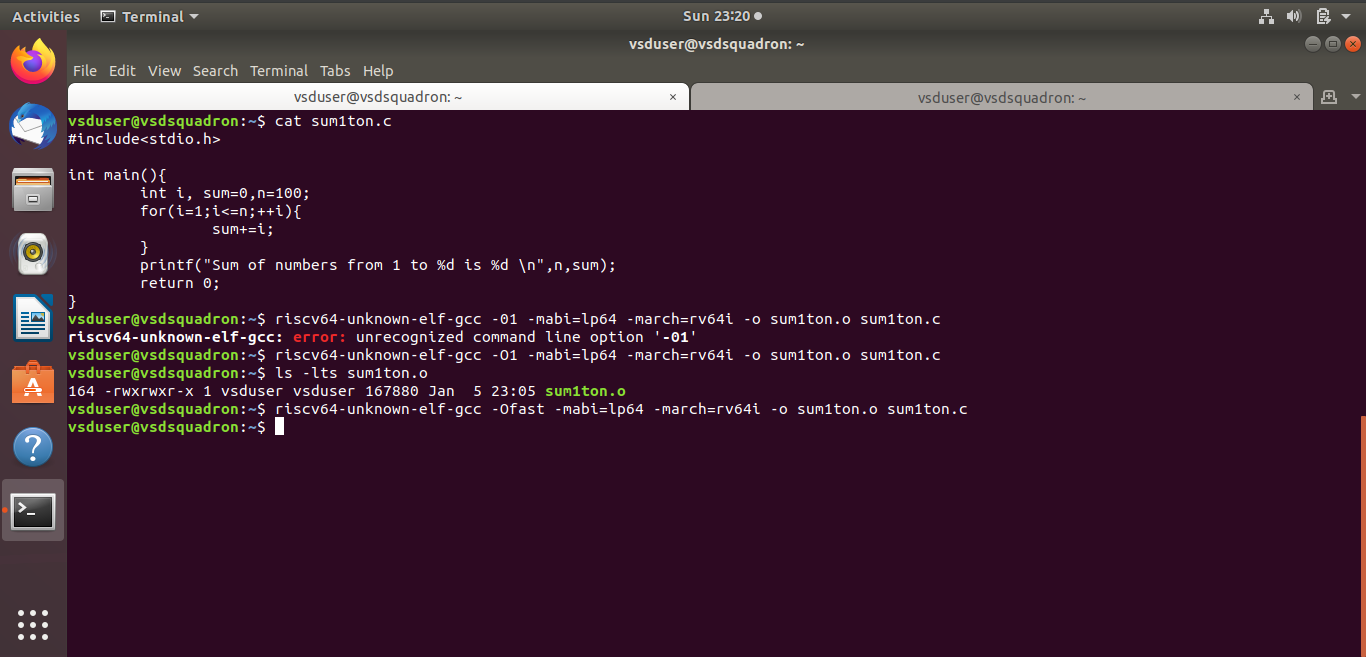 Activities Terminal Sun 23:20
vsduser@vsdsquadron: ~
File Edit View Search Terminal Tabs Help
vsduser@vsdsquadron: ~ × vsduser@vsdsquadron: ~ ×
vsduser@vsdsquadron:~$ cat sum1ton.c
#include<stdio.h>

int main(){
        int i, sum=0,n=100;
        for(i=1;i<=n;++i){
                sum+=i;
        }
        printf("Sum of numbers from 1 to %d is %d \n",n,sum);
        return 0;
}
vsduser@vsdsquadron:~$ riscv64-unknown-elf-gcc -01 -mabi=lp64 -march=rv64i -o sum1ton.o sum1ton.c
riscv64-unknown-elf-gcc: error: unrecognized command line option '-01'
vsduser@vsdsquadron:~$ riscv64-unknown-elf-gcc -O1 -mabi=lp64 -march=rv64i -o sum1ton.o sum1ton.c
vsduser@vsdsquadron:~$ ls -lts sum1ton.o
164 -rwxrwxr-x 1 vsduser vsduser 167880 Jan  5 23:05 sum1ton.o
vsduser@vsdsquadron:~$ riscv64-unknown-elf-gcc -Ofast -mabi=lp64 -march=rv64i -o sum1ton.o sum1ton.c
vsduser@vsdsquadron:~$